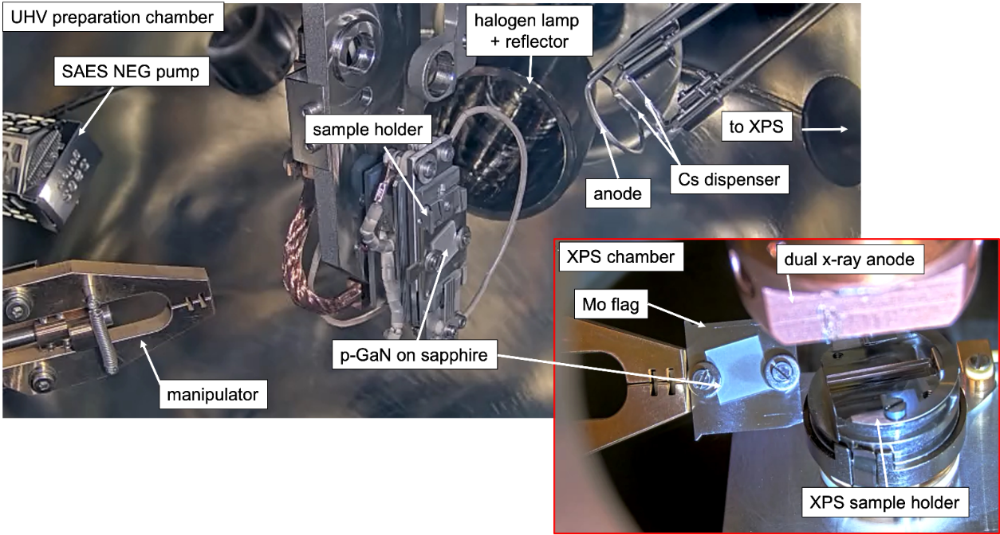 UHV preparation chamber
SAES NEG pump
halogen lamp
+ reflector
sample holder
to XPS
Cs dispenser
anode
p-GaN on sapphire
manipulator
XPS chamber
dual x-ray anode
Mo flag
XPS sample holder